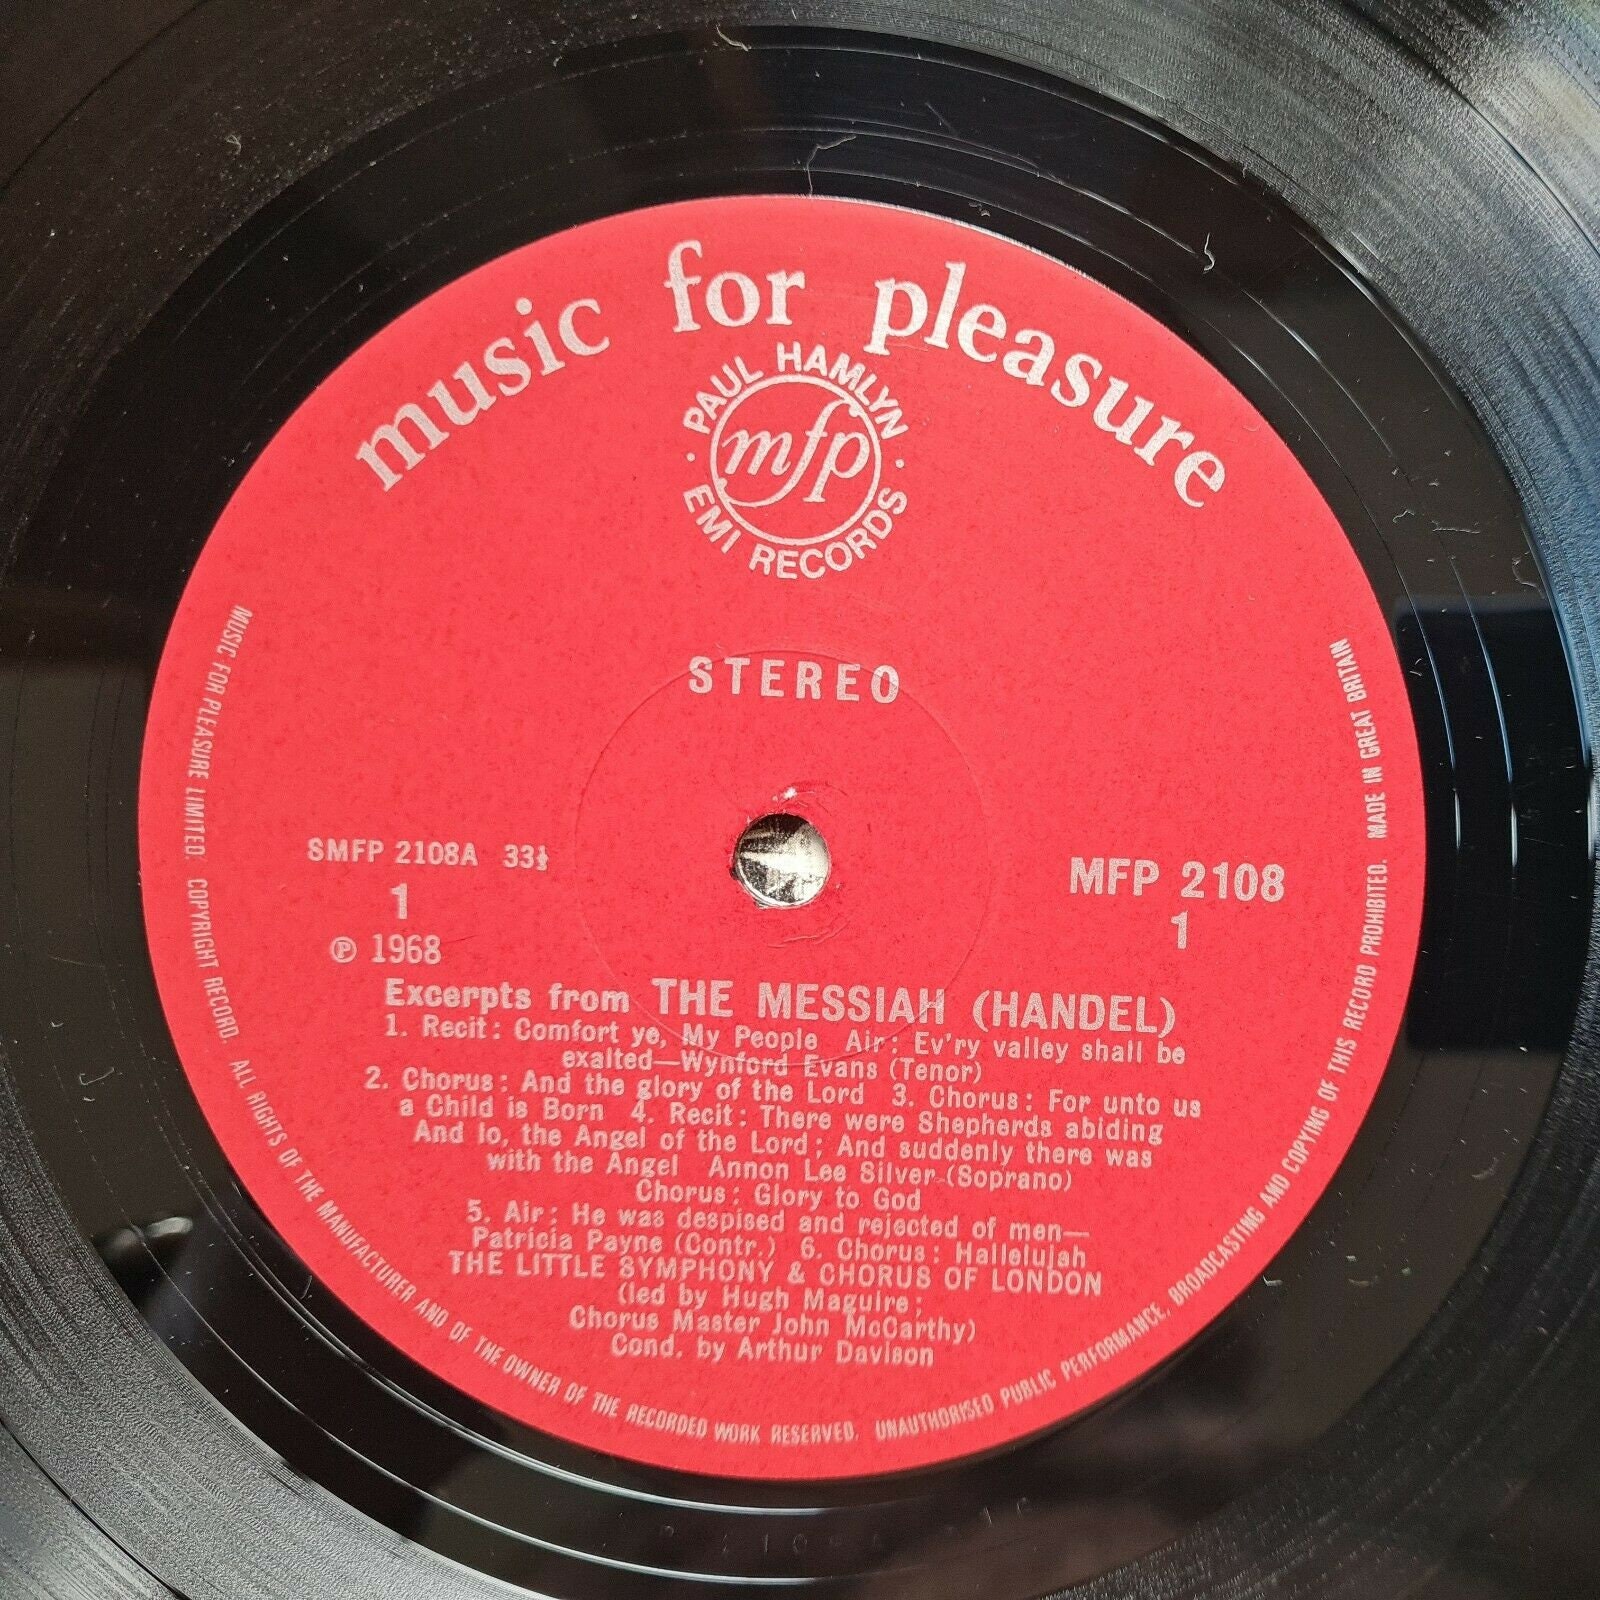 music for pleasure
PAUL HAMLYN
mfp
EMI RECORDS
STEREO
SMFP 2108A 33⅓
1
℗ 1968
MFP 2108
1
Excerpts from THE MESSIAH (HANDEL)
1. Recit: Comfort ye, My People Air: Ev'ry valley shall be
exalted—Wynford Evans (Tenor)
2. Chorus: And the glory of the Lord 3. Chorus: For unto us
a Child is Born 4. Recit: There were Shepherds abiding
And lo, the Angel of the Lord; And suddenly there was
with the Angel Annon Lee Silver (Soprano)
Chorus: Glory to God
5. Air: He was despised and rejected of men—
Patricia Payne (Contr.) 6. Chorus: Hallelujah
THE LITTLE SYMPHONY & CHORUS OF LONDON
(led by Hugh Maguire;
Chorus Master John McCarthy)
Cond. by Arthur Davison
MUSIC FOR PLEASURE LIMITED. COPYRIGHT RECORD. ALL RIGHTS OF THE MANUFACTURER AND OF THE OWNER OF THE RECORDED WORK RESERVED. UNAUTHORISED PUBLIC PERFORMANCE, BROADCASTING AND COPYING OF THIS RECORD PROHIBITED. MADE IN GREAT BRITAIN